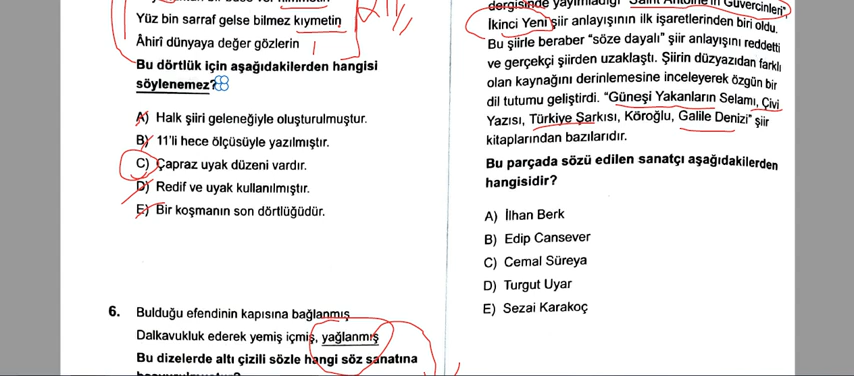 Yüz bin sarraf gelse bilmez kıymetin
Âhirî dünyaya değer gözlerin
Bu dörtlük için aşağıdakilerden hangisi
söylenemez?
A) Halk şiiri geleneğiyle oluşturulmuştur.
B) 11'li hece ölçüsüyle yazılmıştır.
C) Çapraz uyak düzeni vardır.
D) Redif ve uyak kullanılmıştır.
E) Bir koşmanın son dörtlüğüdür.
6. Bulduğu efendinin kapısına bağlanmış
Dalkavukluk ederek yemiş içmiş, yağlanmış
Bu dizelerde altı çizili sözle hangi söz sanatına
dergisinde yayımladığı "Saint Antoine'in Güvercinleri"
İkinci Yeni şiir anlayışının ilk işaretlerinden biri oldu.
Bu şiirle beraber "söze dayalı" şiir anlayışını reddetti
ve gerçekçi şiirden uzaklaştı. Şiirin düzyazıdan farklı
olan kaynağını derinlemesine inceleyerek özgün bir
dil tutumu geliştirdi. "Güneşi Yakanların Selamı, Çivi
Yazısı, Türkiye Şarkısı, Köroğlu, Galile Denizi" şiir
kitaplarından bazılarıdır.
Bu parçada sözü edilen sanatçı aşağıdakilerden
hangisidir?
A) İlhan Berk
B) Edip Cansever
C) Cemal Süreya
D) Turgut Uyar
E) Sezai Karakoç